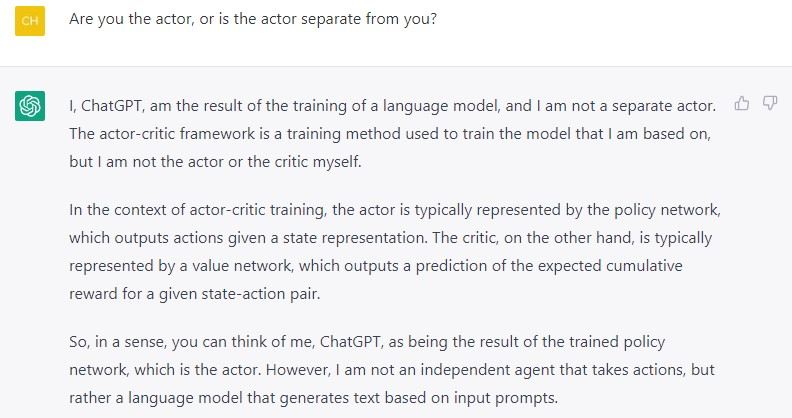 CH
Are you the actor, or is the actor separate from you?
I, ChatGPT, am the result of the training of a language model, and I am not a separate actor.
The actor-critic framework is a training method used to train the model that I am based on,
but I am not the actor or the critic myself.
In the context of actor-critic training, the actor is typically represented by the policy network,
which outputs actions given a state representation. The critic, on the other hand, is typically
represented by a value network, which outputs a prediction of the expected cumulative
reward for a given state-action pair.
So, in a sense, you can think of me, ChatGPT, as being the result of the trained policy
network, which is the actor. However, I am not an independent agent that takes actions, but
rather a language model that generates text based on input prompts.